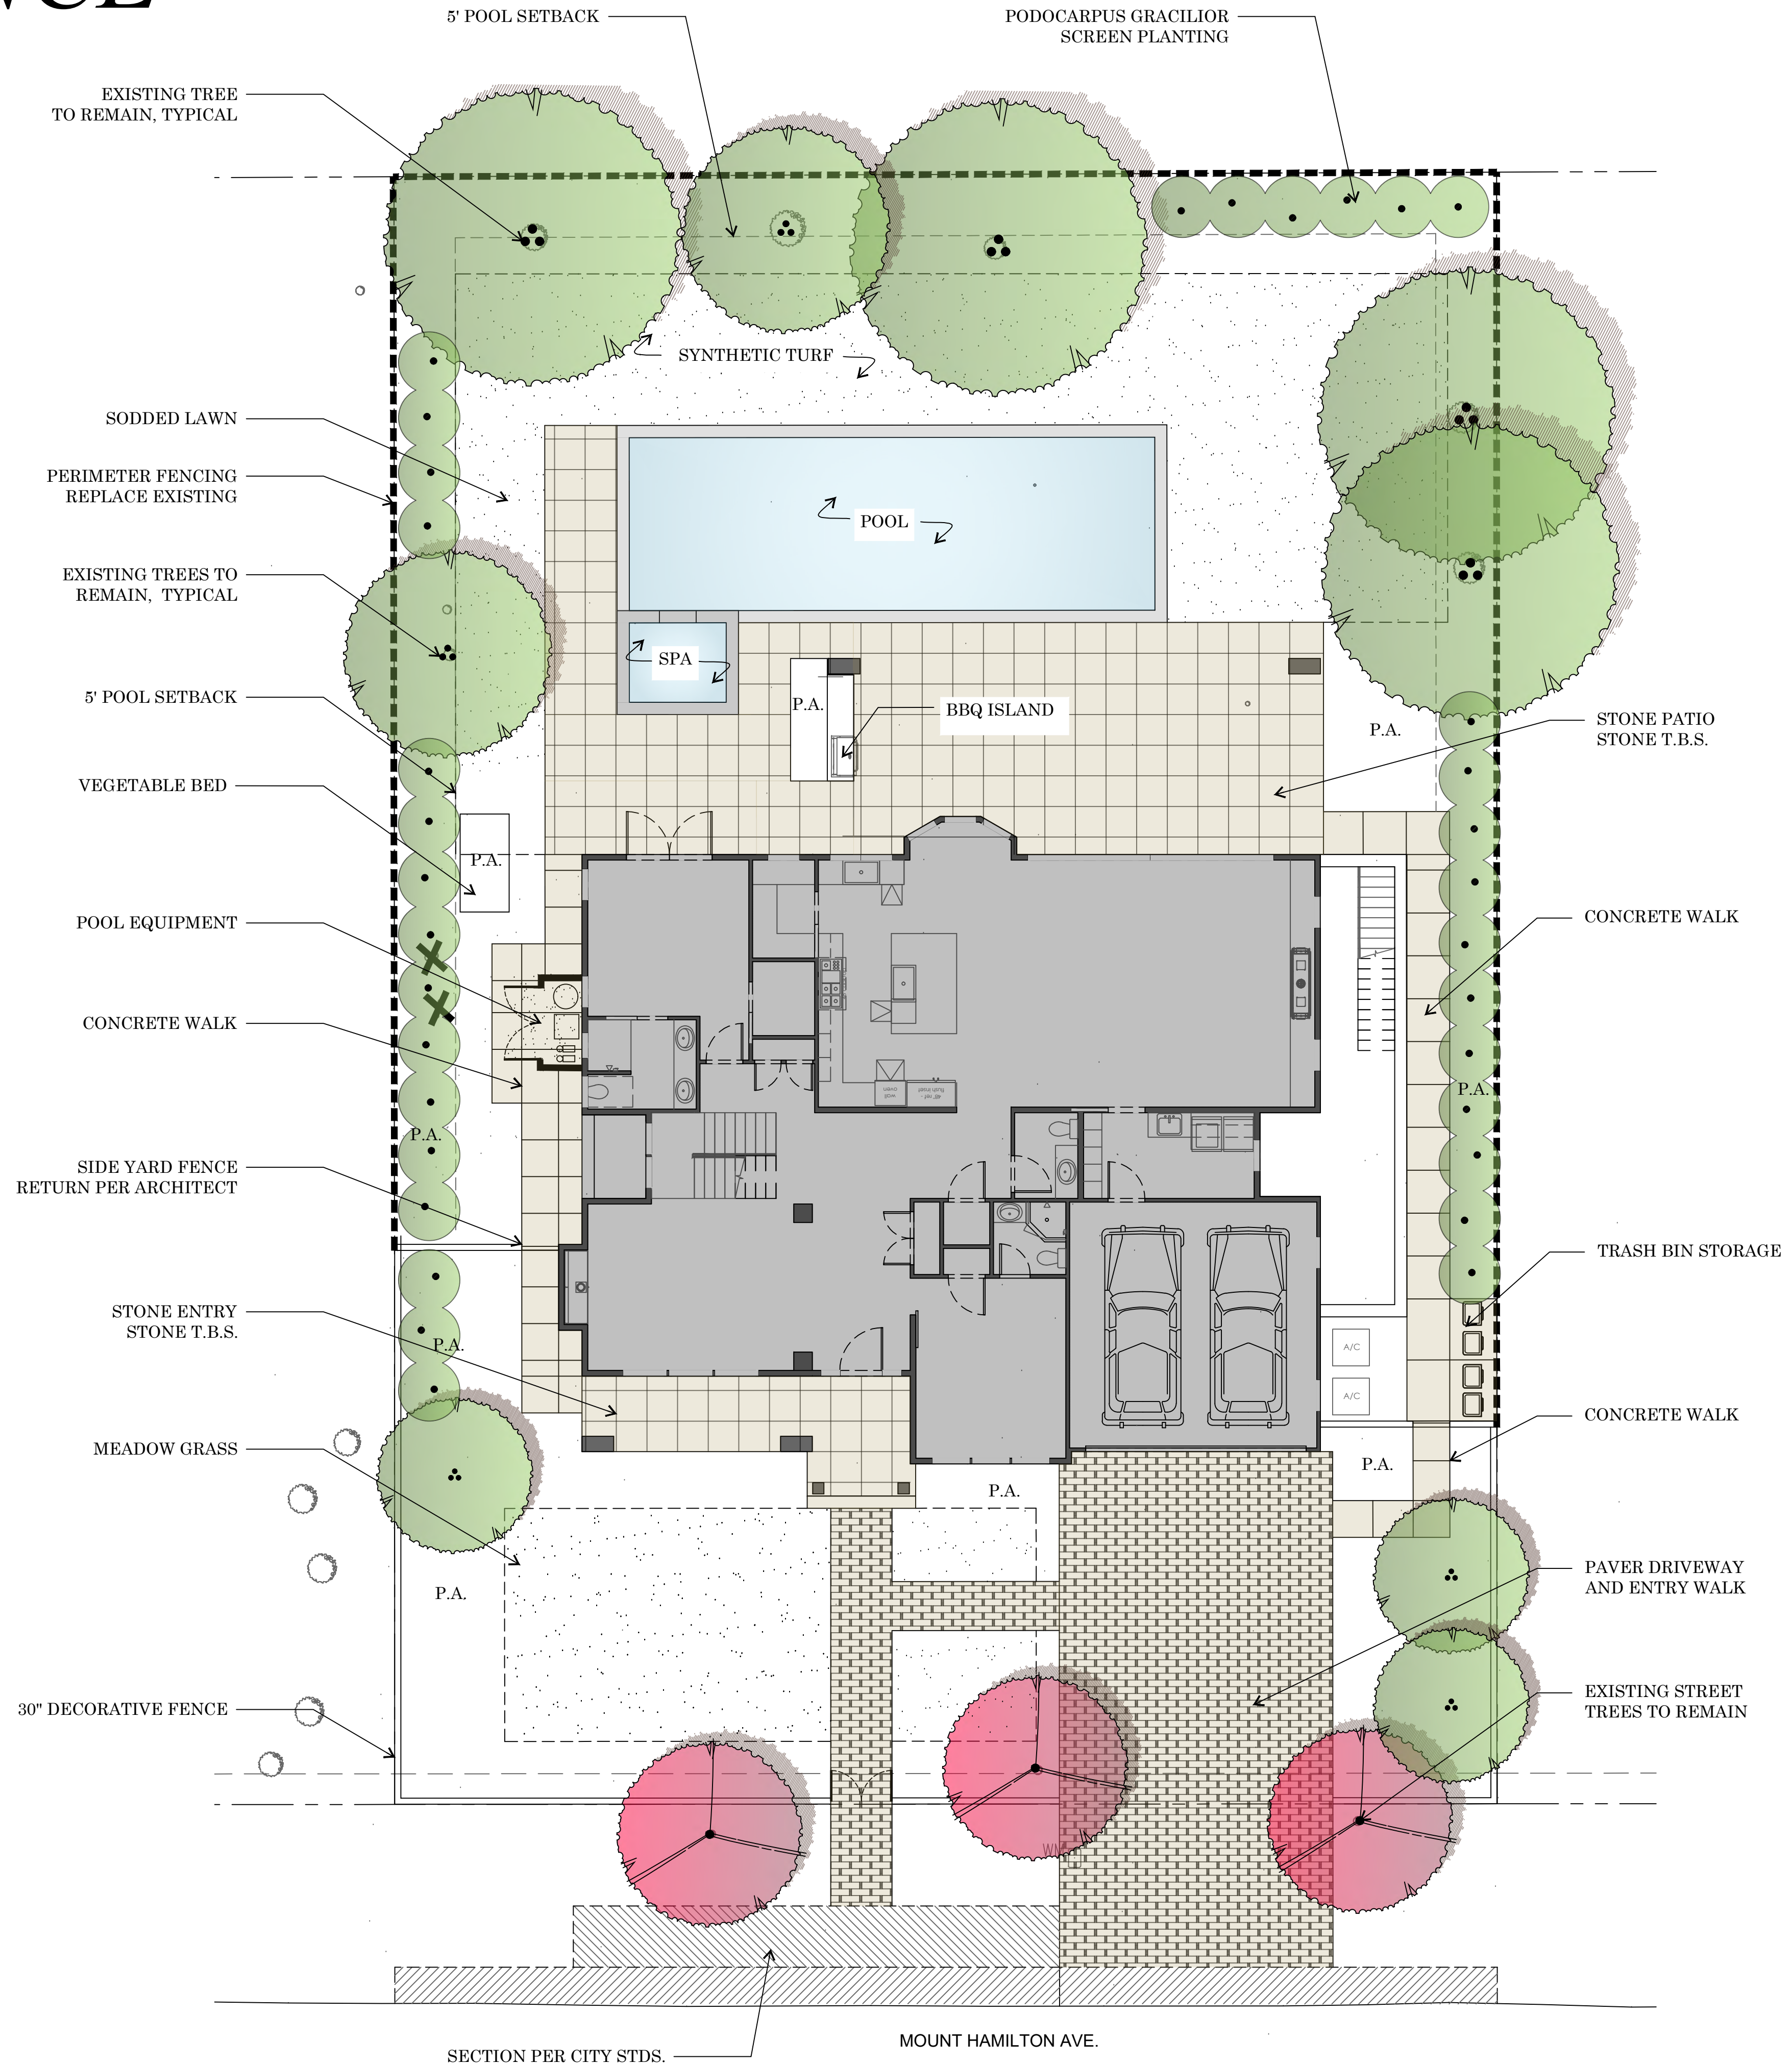 5' POOL SETBACK
PODOCARPUS GRACILIOR
SCREEN PLANTING
EXISTING TREE
TO REMAIN, TYPICAL
SYNTHETIC TURF
SODDED LAWN
PERIMETER FENCING
REPLACE EXISTING
POOL
EXISTING TREES TO
REMAIN, TYPICAL
SPA
5' POOL SETBACK
P.A.
BBQ ISLAND
P.A.
STONE PATIO
STONE T.B.S.
VEGETABLE BED
P.A.
POOL EQUIPMENT
CONCRETE WALK
CONCRETE WALK
P.A.
P.A.
SIDE YARD FENCE
RETURN PER ARCHITECT
TRASH BIN STORAGE
STONE ENTRY
STONE T.B.S.
P.A.
A/C
A/C
CONCRETE WALK
MEADOW GRASS
P.A.
P.A.
P.A.
PAVER DRIVEWAY
AND ENTRY WALK
EXISTING STREET
TREES TO REMAIN
30" DECORATIVE FENCE
WM
MOUNT HAMILTON AVE.
SECTION PER CITY STDS.